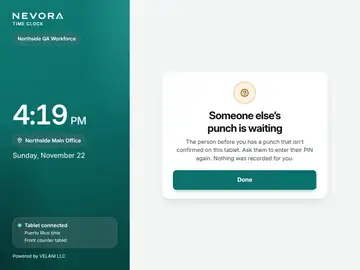 NEVORA
TIME CLOCK
Northside QA Workforce
4:19 PM
Northside Main Office
Sunday, November 22
Tablet connected
Puerto Rico time
Front counter tablet
Powered by VELANI LLC
Someone else's
punch is waiting
The person before you has a punch that isn't
confirmed on this tablet. Ask them to enter their PIN
again. Nothing was recorded for you.
Done